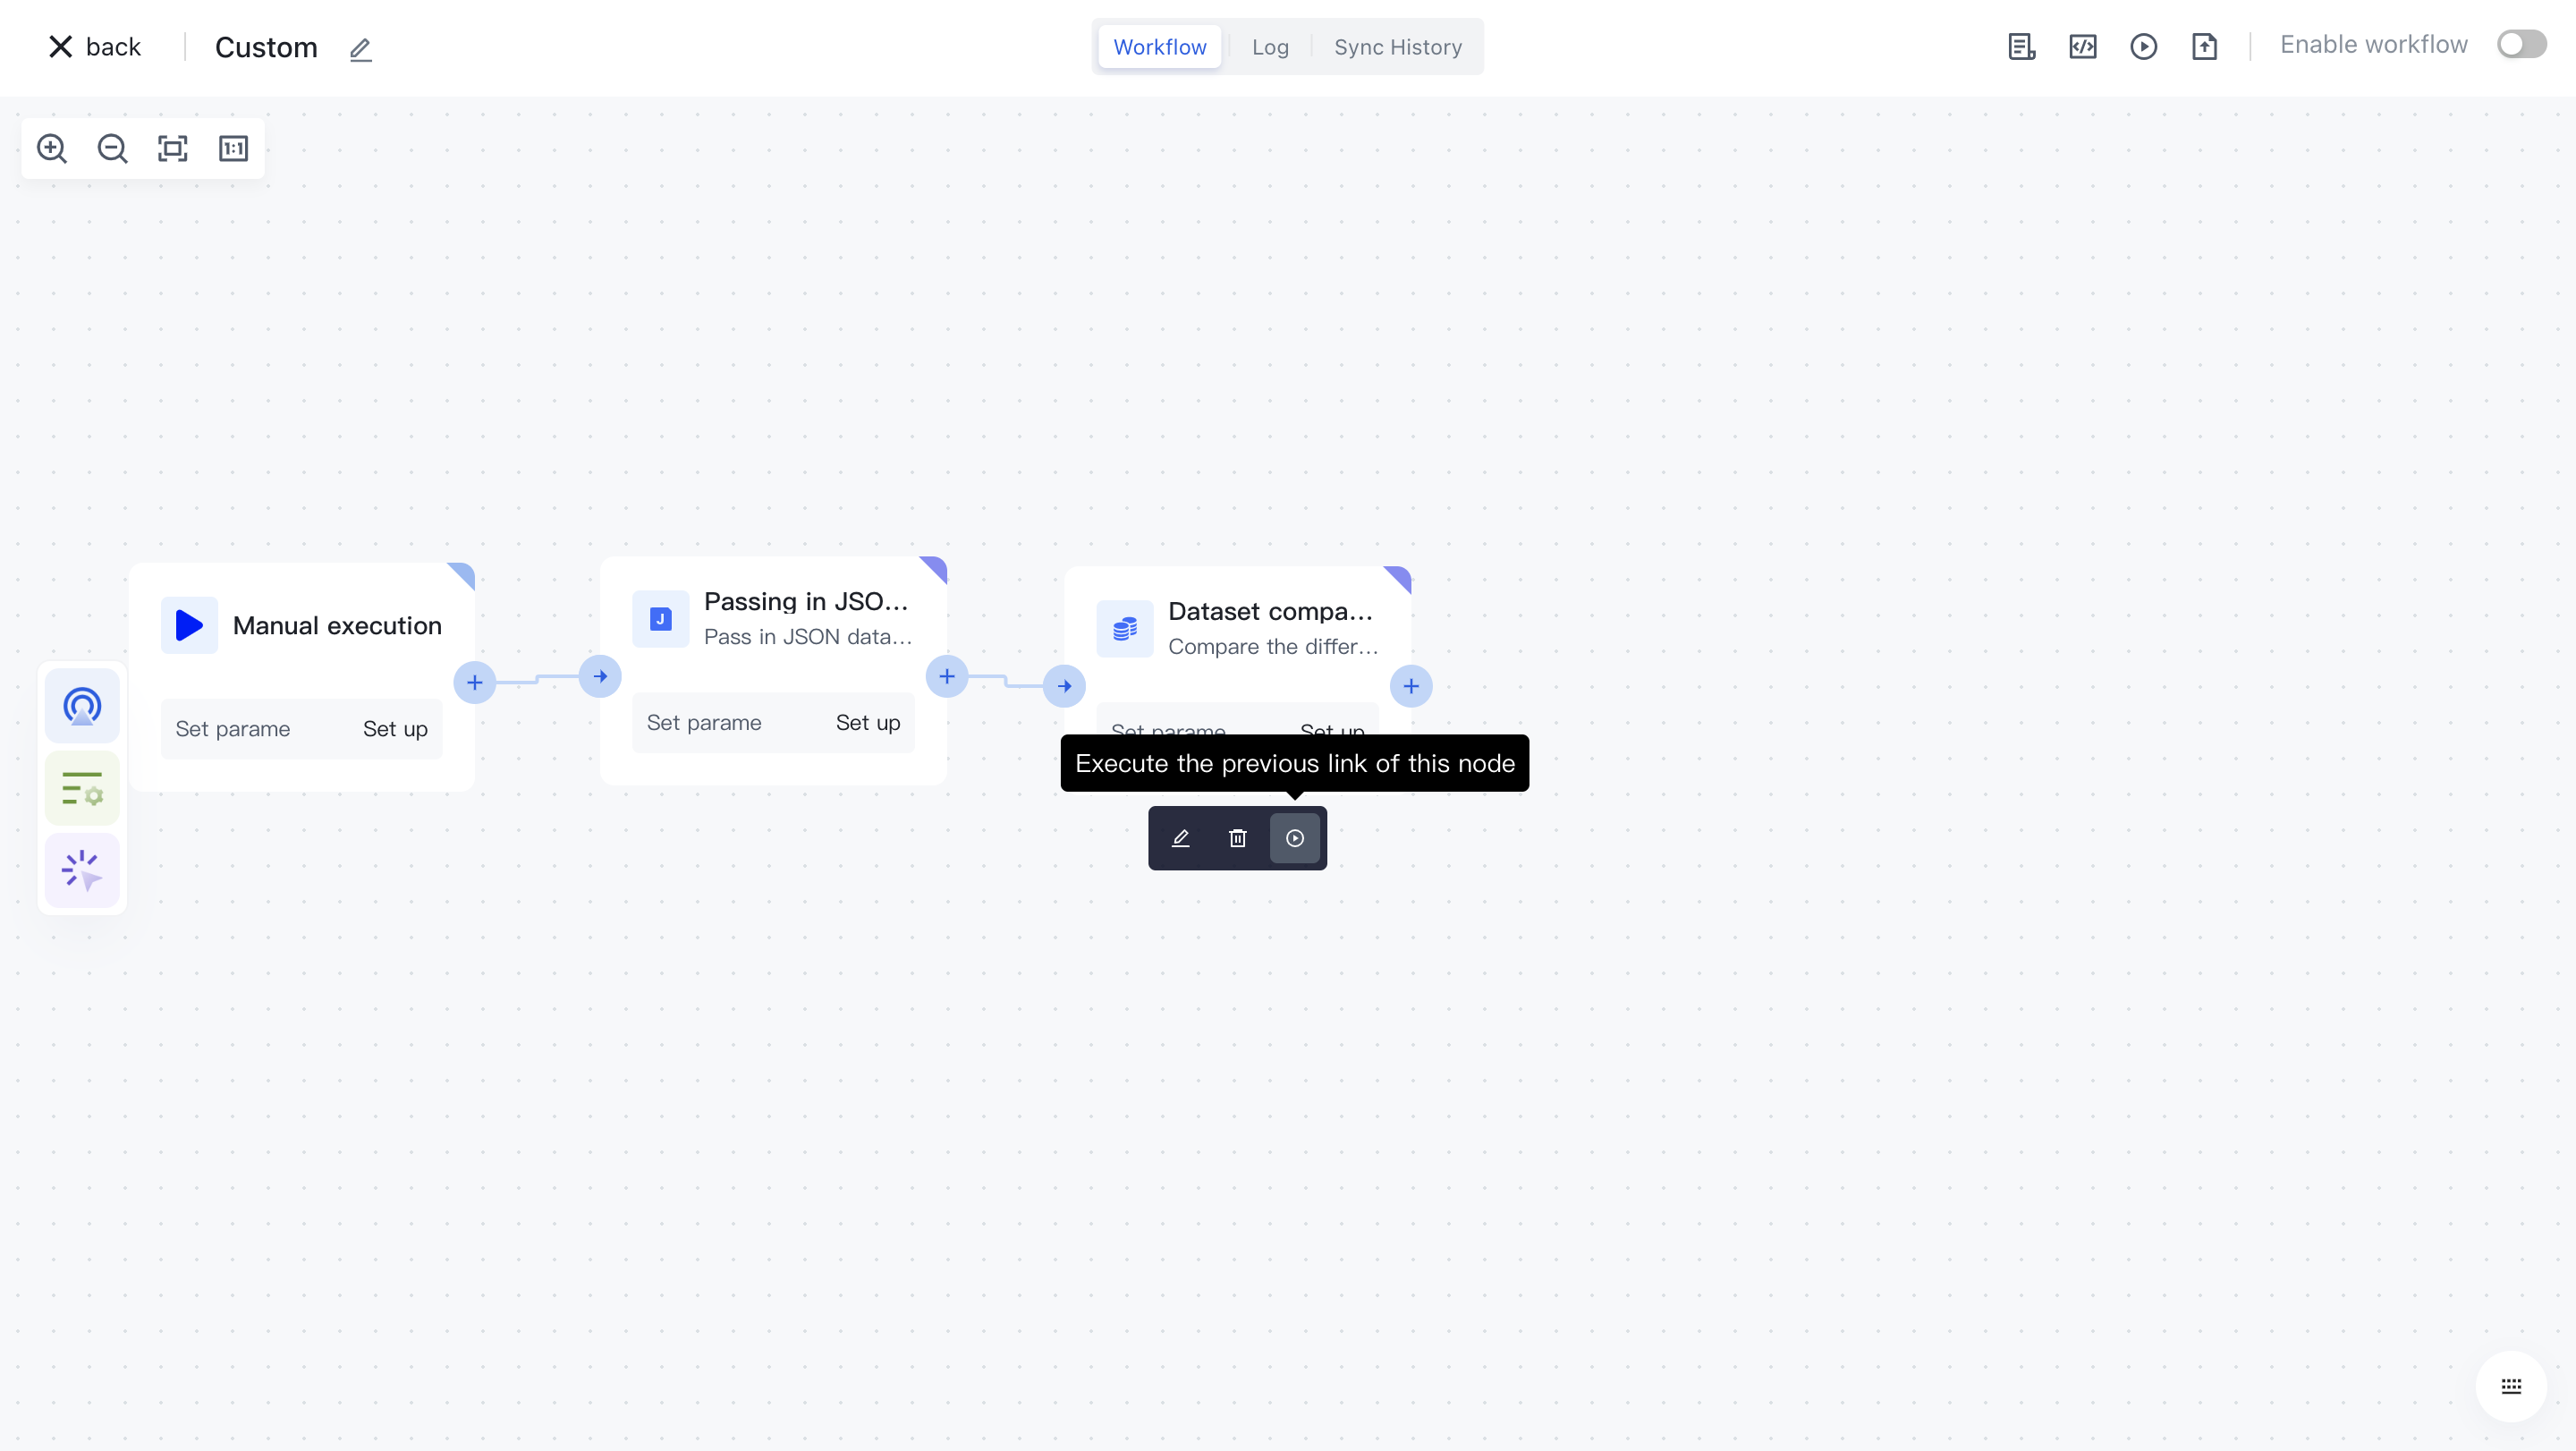 back
Custom
Workflow
Log
Sync History
Enable workflow
1:1
Manual execution
Set parame
Set up
J
Passing in JSO...
Pass in JSON data...
Set parame
Set up
Dataset compa...
Compare the differ...
Set parame
Set up
Execute the previous link of this node